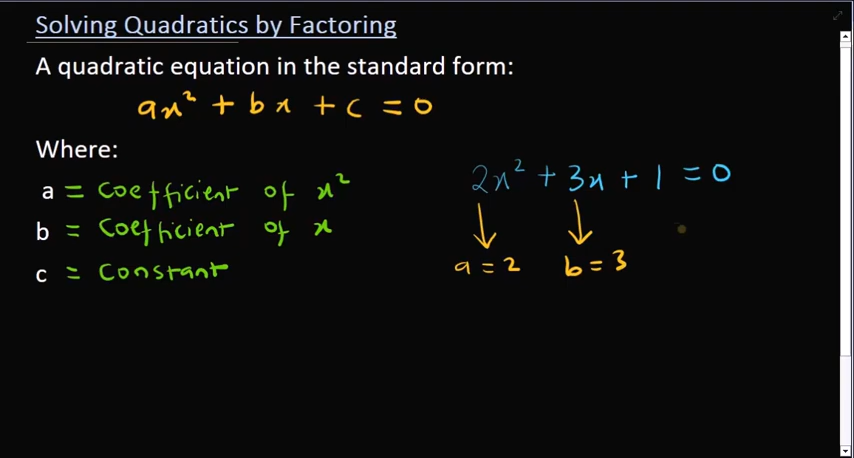 Solving Quadratics by Factoring
A quadratic equation in the standard form:
ax² + bx + c = 0
Where:
a = Coefficient of x²
b = Coefficient of x
c = Constant
2x² + 3x + 1 = 0
a = 2 b = 3